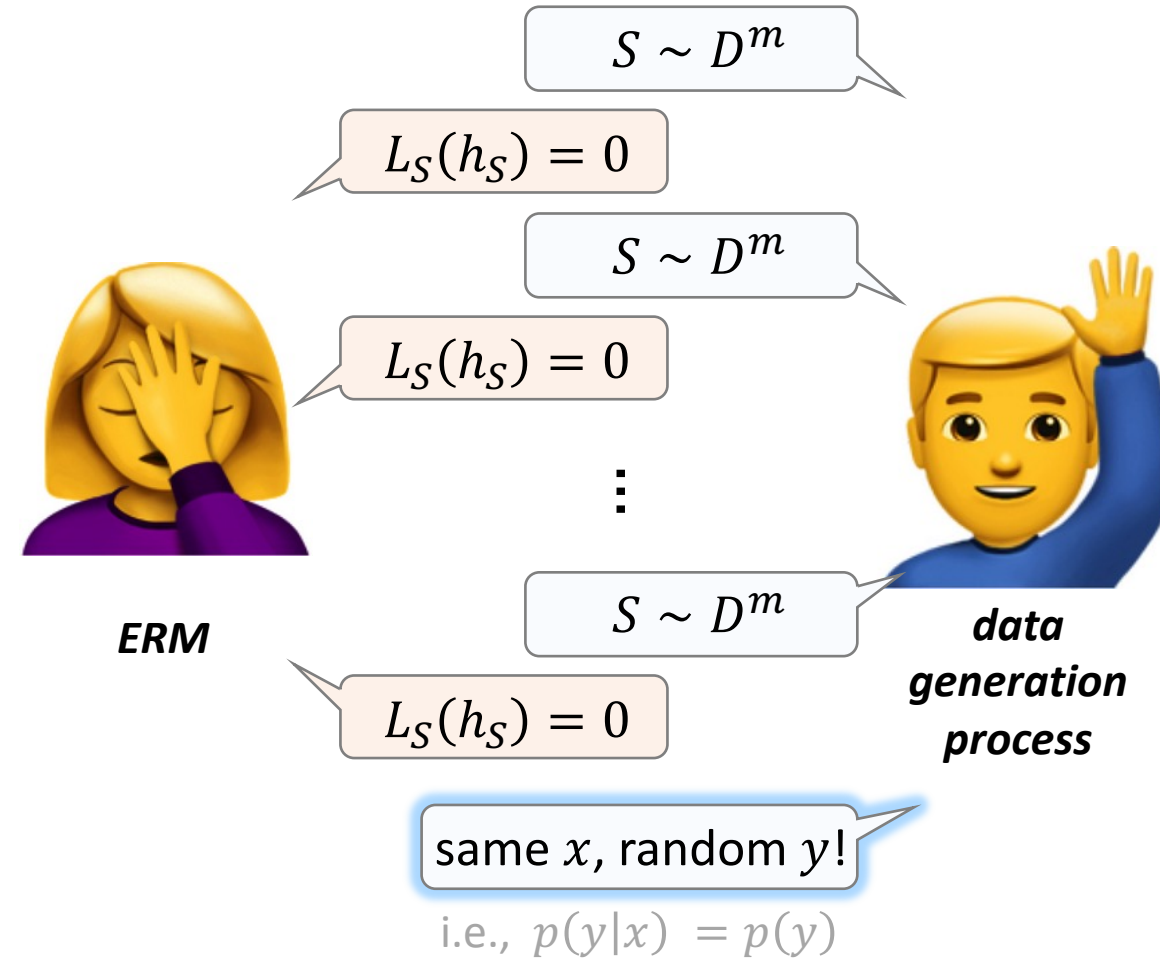 S ~ D^m
L_S(h_S) = 0
S ~ D^m
L_S(h_S) = 0
⋮
S ~ D^m
ERM
data
generation
process
L_S(h_S) = 0
same x, random y!
i.e., p(y|x) = p(y)